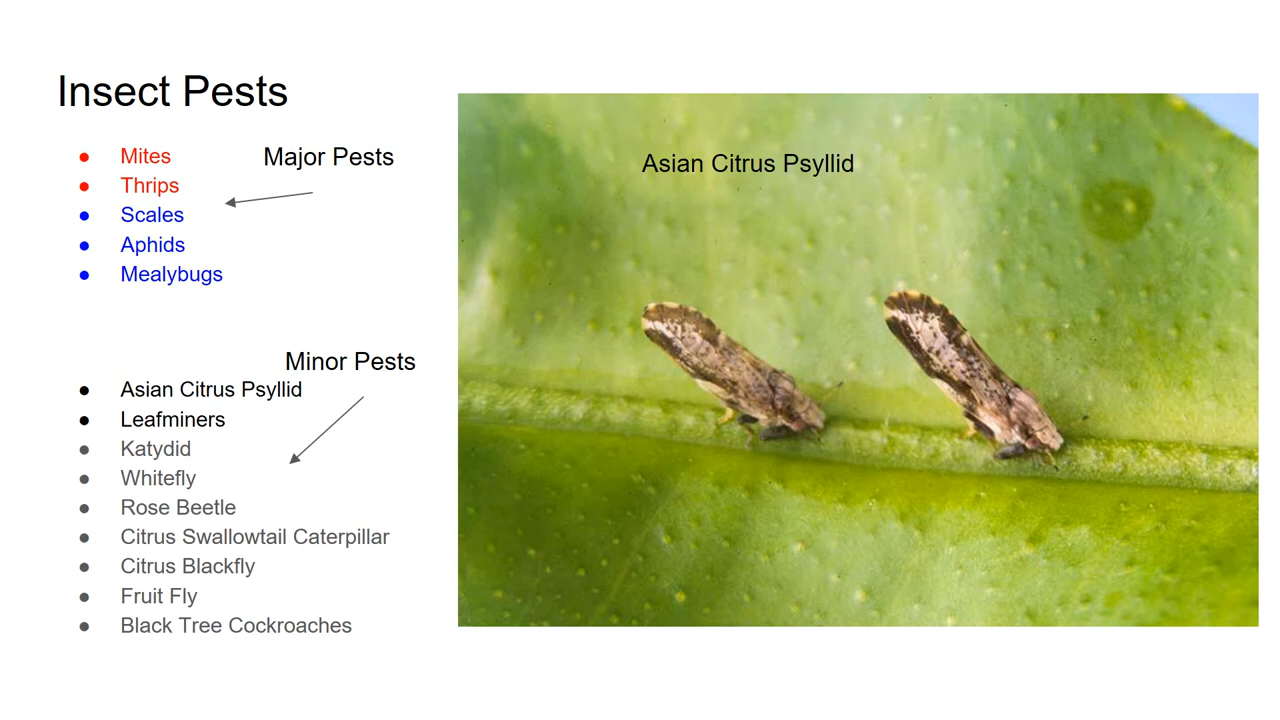 Insect Pests
Major Pests
Mites
Thrips
Scales
Aphids
Mealybugs
Minor Pests
Asian Citrus Psyllid
Leafminers
Katydid
Whitefly
Rose Beetle
Citrus Swallowtail Caterpillar
Citrus Blackfly
Fruit Fly
Black Tree Cockroaches
Asian Citrus Psyllid